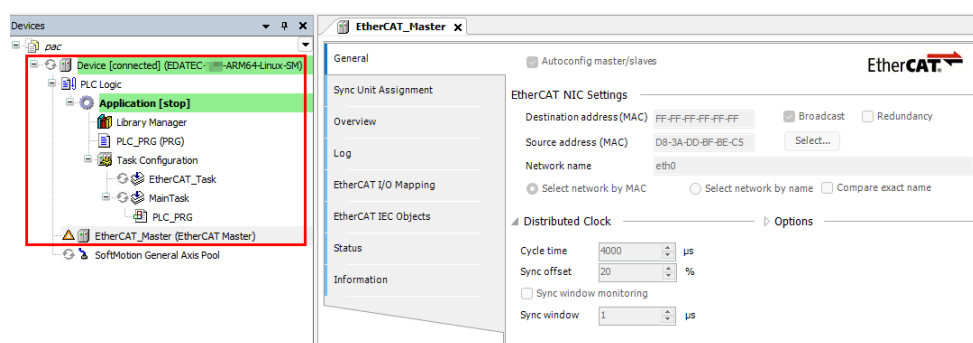 Devices
pac
Device [connected] (EDATEC- -ARM64-Linux-SM)
PLC Logic
Application [stop]
Library Manager
PLC_PRG (PRG)
Task Configuration
EtherCAT_Task
MainTask
PLC_PRG
EtherCAT_Master (EtherCAT Master)
SoftMotion General Axis Pool
EtherCAT_Master x
General
Sync Unit Assignment
Overview
Log
EtherCAT I/O Mapping
EtherCAT IEC Objects
Status
Information
Autoconfig master/slaves
EtherCAT.
EtherCAT NIC Settings
Destination address (MAC) FF-FF-FF-FF-FF-FF Broadcast Redundancy
Source address (MAC) D8-3A-DD-BF-BE-C5 Select...
Network name eth0
Select network by MAC Select network by name Compare exact name
Distributed Clock Options
Cycle time 4000 µs
Sync offset 20 %
Sync window monitoring
Sync window 1 µs